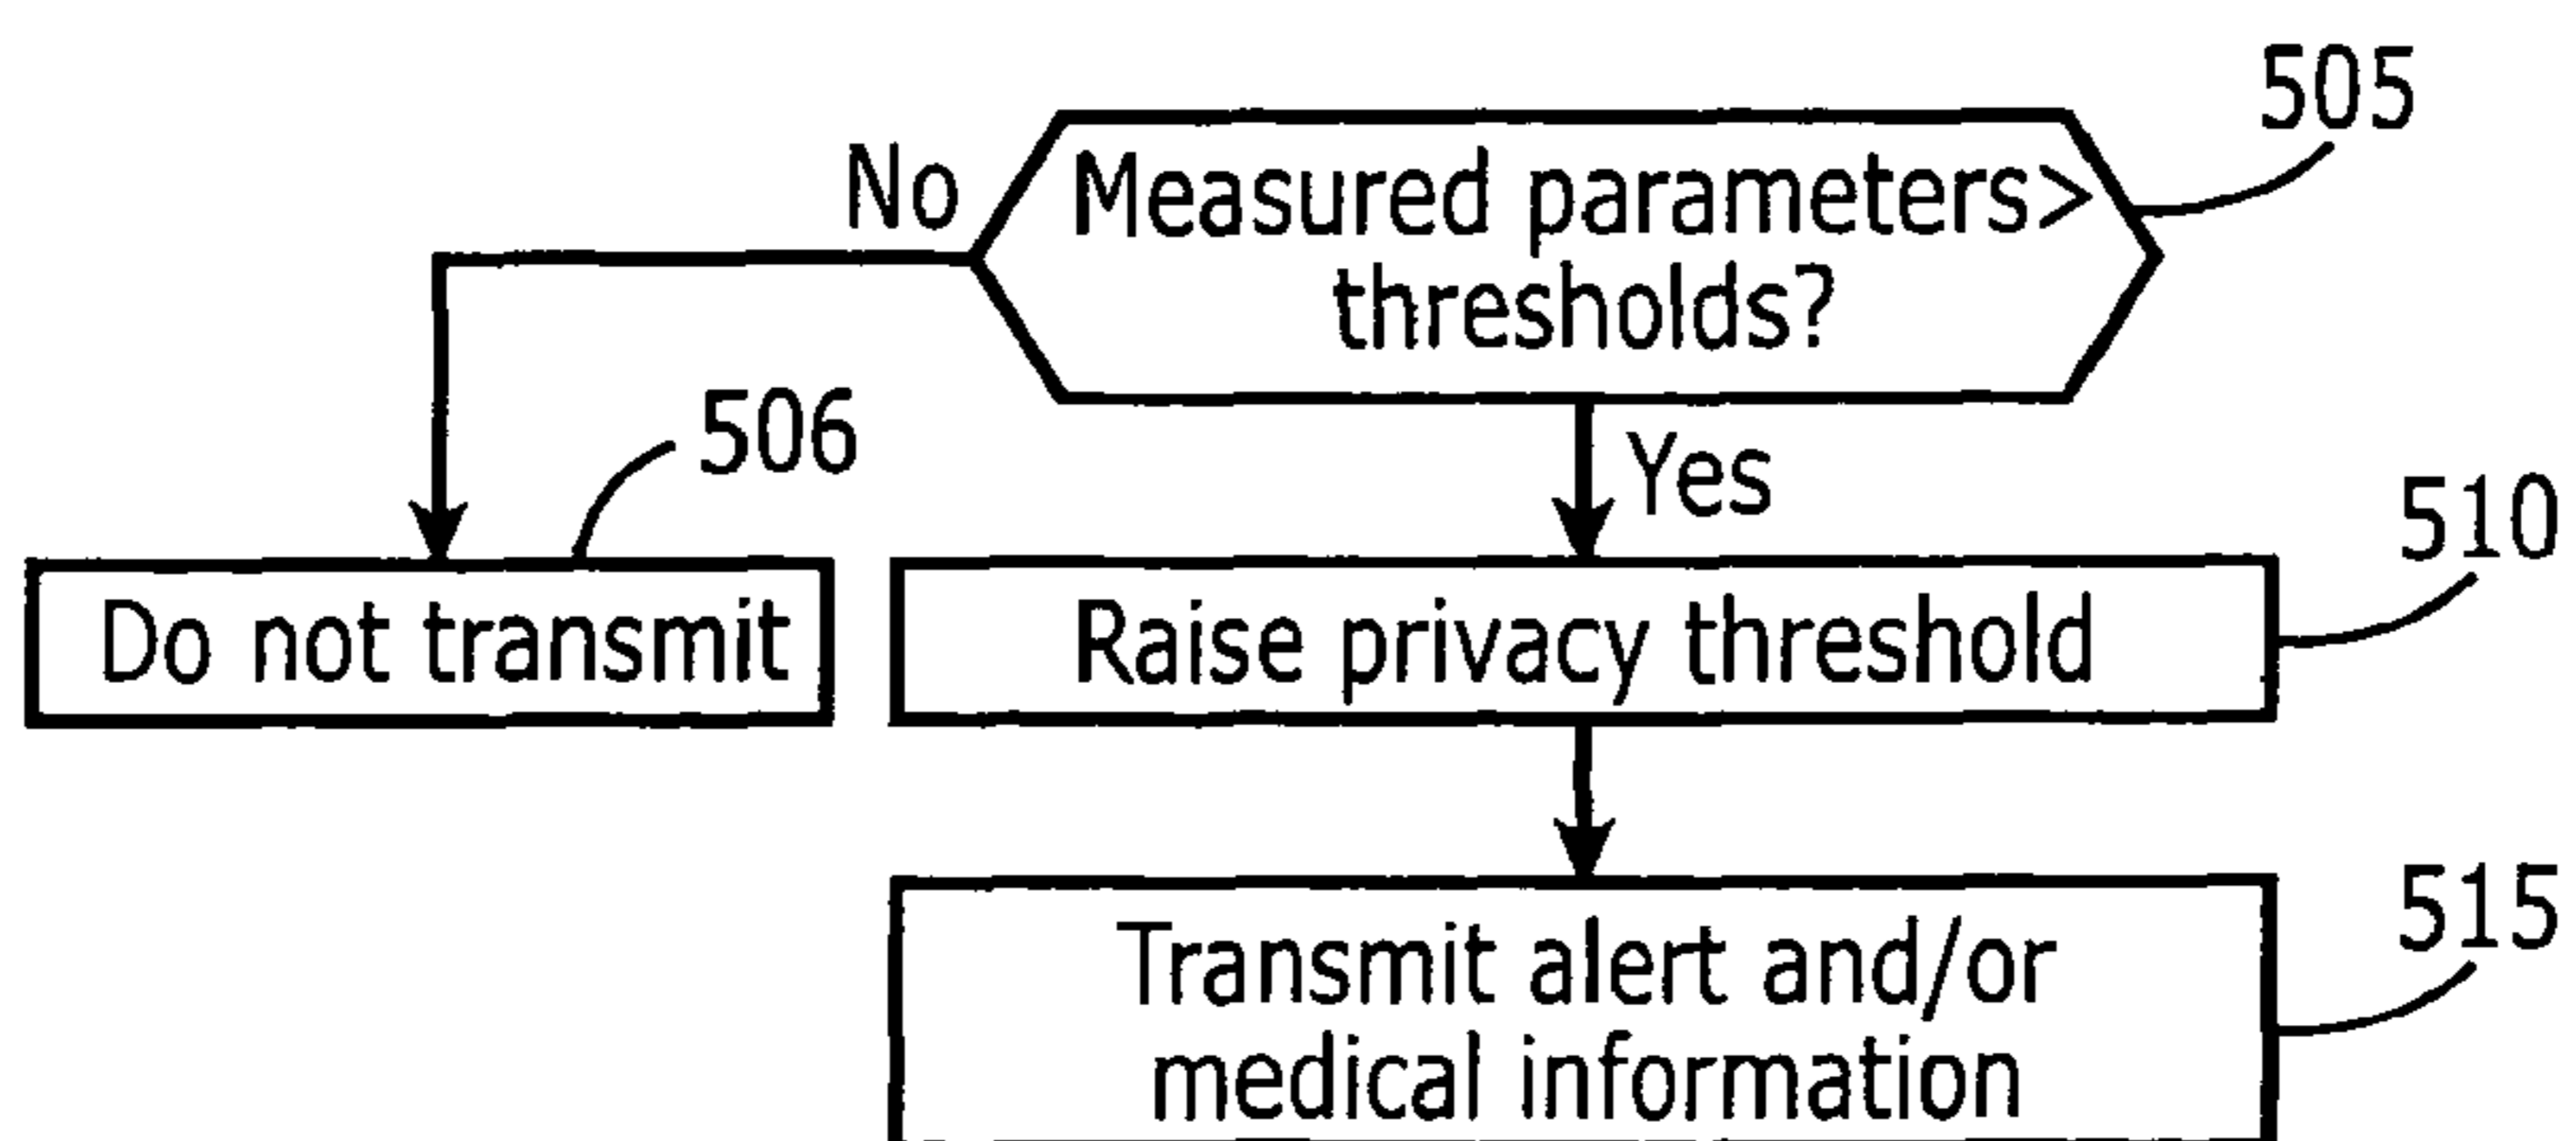 505
No
Measured parameters>
thresholds?
506
Yes
510
Do not transmit
Raise privacy threshold
515
Transmit alert and/or
medical information